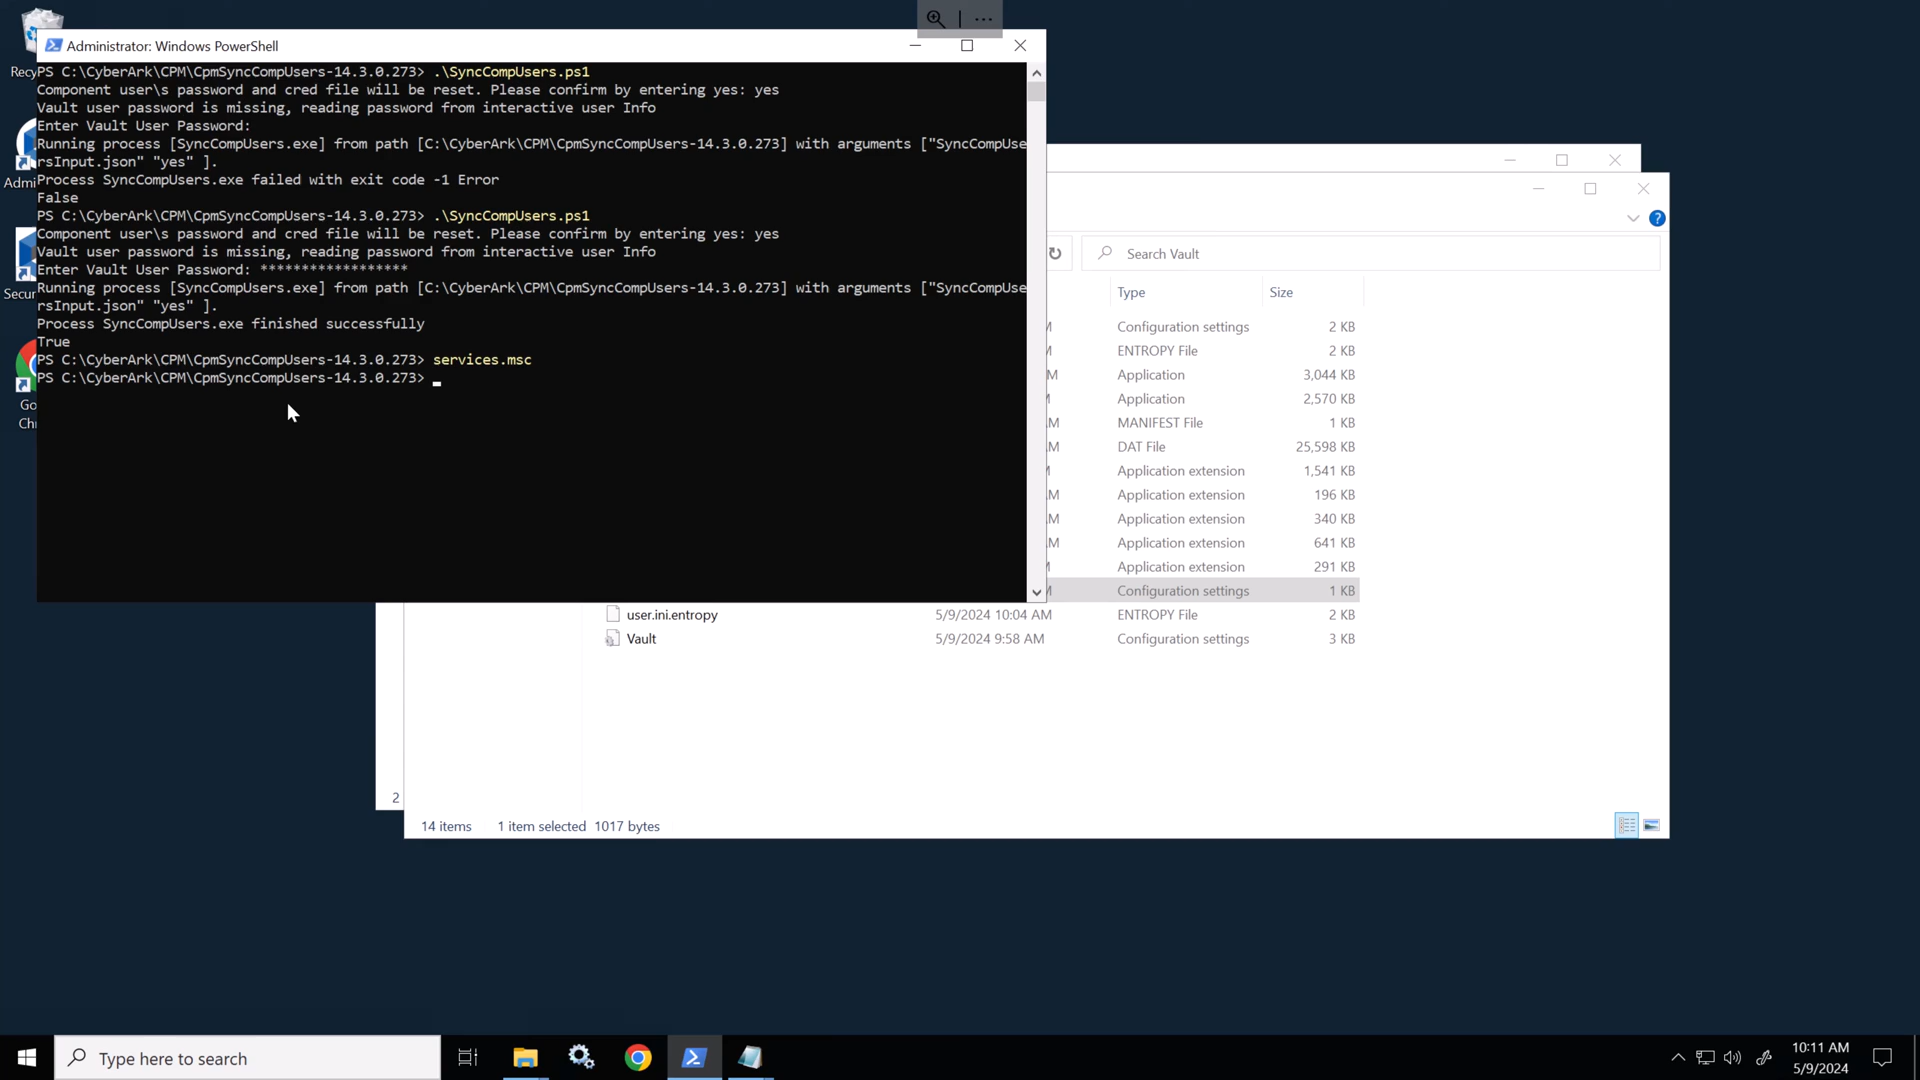 Administrator: Windows PowerShell
PS C:\CyberArk\CPM\CpmSyncCompUsers-14.3.0.273> .\SyncCompUsers.ps1
Component user\s password and cred file will be reset. Please confirm by entering yes: yes
Vault user password is missing, reading password from interactive user Info
Enter Vault User Password:
Running process [SyncCompUsers.exe] from path [C:\CyberArk\CPM\CpmSyncCompUsers-14.3.0.273] with arguments ["SyncCompUse
rsInput.json" "yes" ].
Process SyncCompUsers.exe failed with exit code -1 Error
False
PS C:\CyberArk\CPM\CpmSyncCompUsers-14.3.0.273> .\SyncCompUsers.ps1
Component user\s password and cred file will be reset. Please confirm by entering yes: yes
Vault user password is missing, reading password from interactive user Info
Enter Vault User Password: ******************
Running process [SyncCompUsers.exe] from path [C:\CyberArk\CPM\CpmSyncCompUsers-14.3.0.273] with arguments ["SyncCompUse
rsInput.json" "yes" ].
Process SyncCompUsers.exe finished successfully
True
PS C:\CyberArk\CPM\CpmSyncCompUsers-14.3.0.273> services.msc
PS C:\CyberArk\CPM\CpmSyncCompUsers-14.3.0.273>
Recy
Admi
Secur
Go
Chr
Search Vault
Type Size
Configuration settings 2 KB
ENTROPY File 2 KB
M Application 3,044 KB
M Application 2,570 KB
M MANIFEST File 1 KB
M DAT File 25,598 KB
Application extension 1,541 KB
M Application extension 196 KB
M Application extension 340 KB
M Application extension 641 KB
Application extension 291 KB
Configuration settings 1 KB
user.ini.entropy 5/9/2024 10:04 AM ENTROPY File 2 KB
Vault 5/9/2024 9:58 AM Configuration settings 3 KB
2
14 items 1 item selected 1017 bytes
Type here to search
10:11 AM
5/9/2024